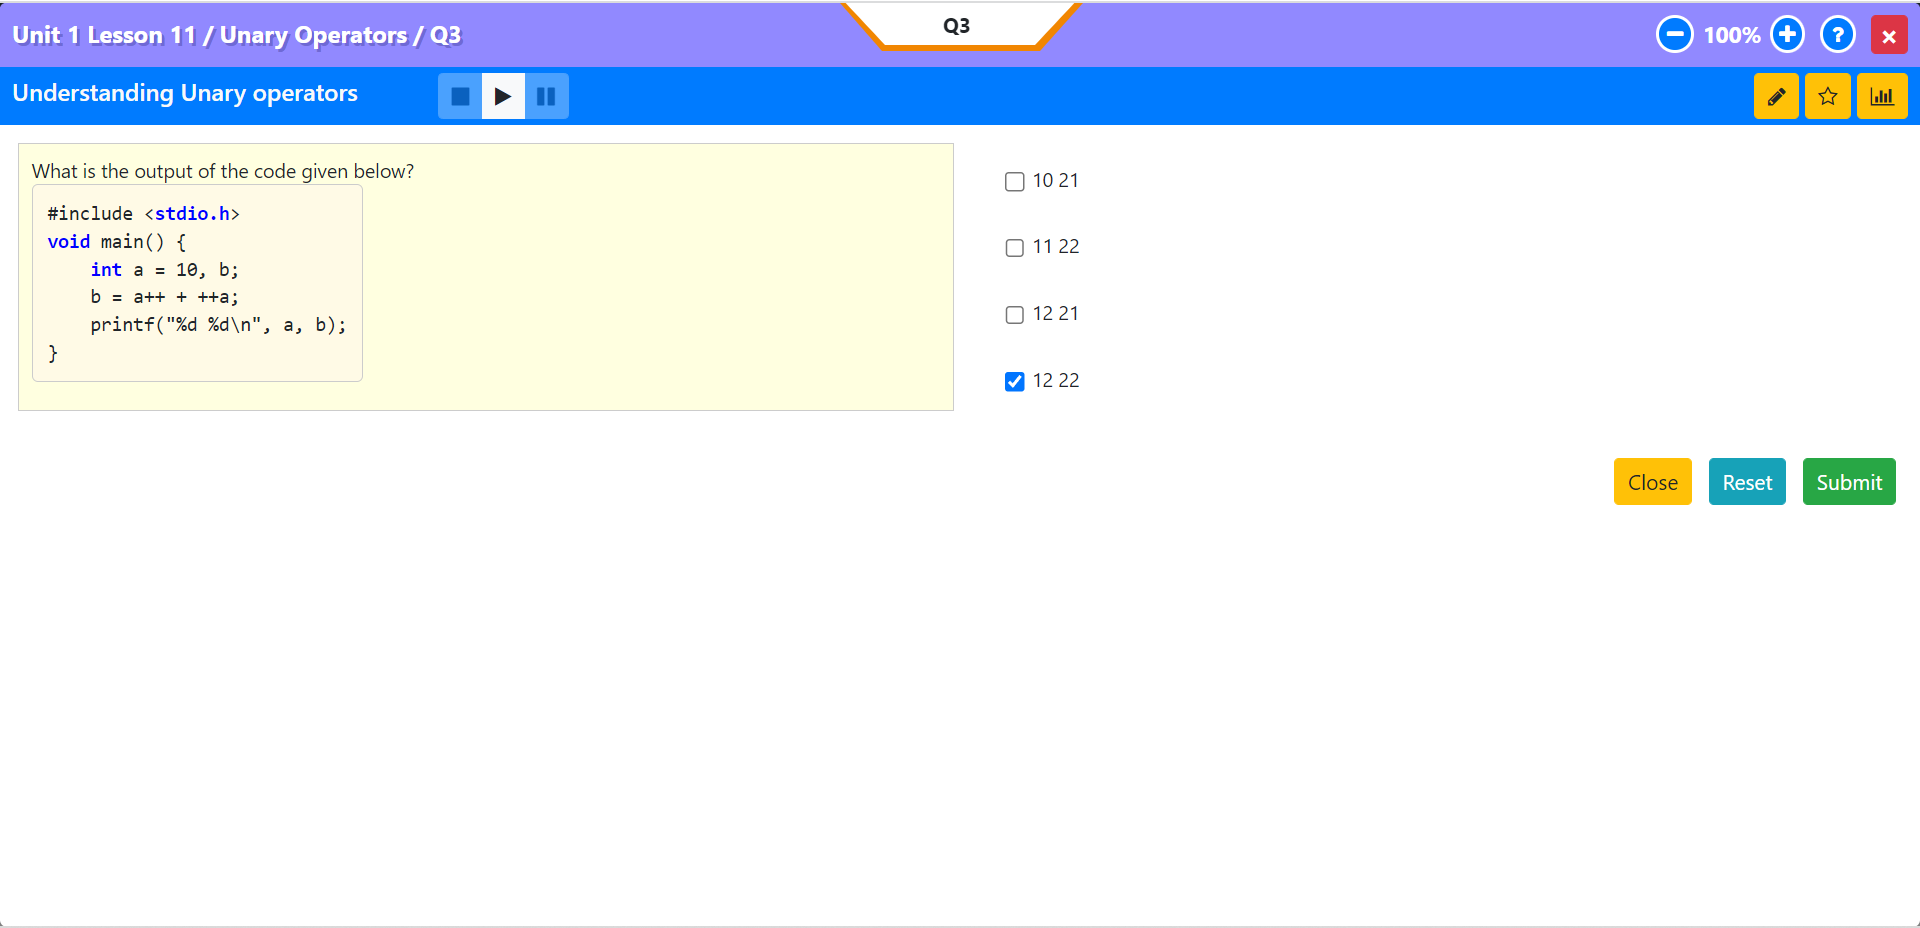 Unit 1 Lesson 11 / Unary Operators / Q3
Q3
100%
?
×
Understanding Unary operators
What is the output of the code given below?
#include <stdio.h>
void main() {
    int a = 10, b;
    b = a++ + ++a;
    printf("%d %d\n", a, b);
}
10 21
11 22
12 21
12 22
Close
Reset
Submit